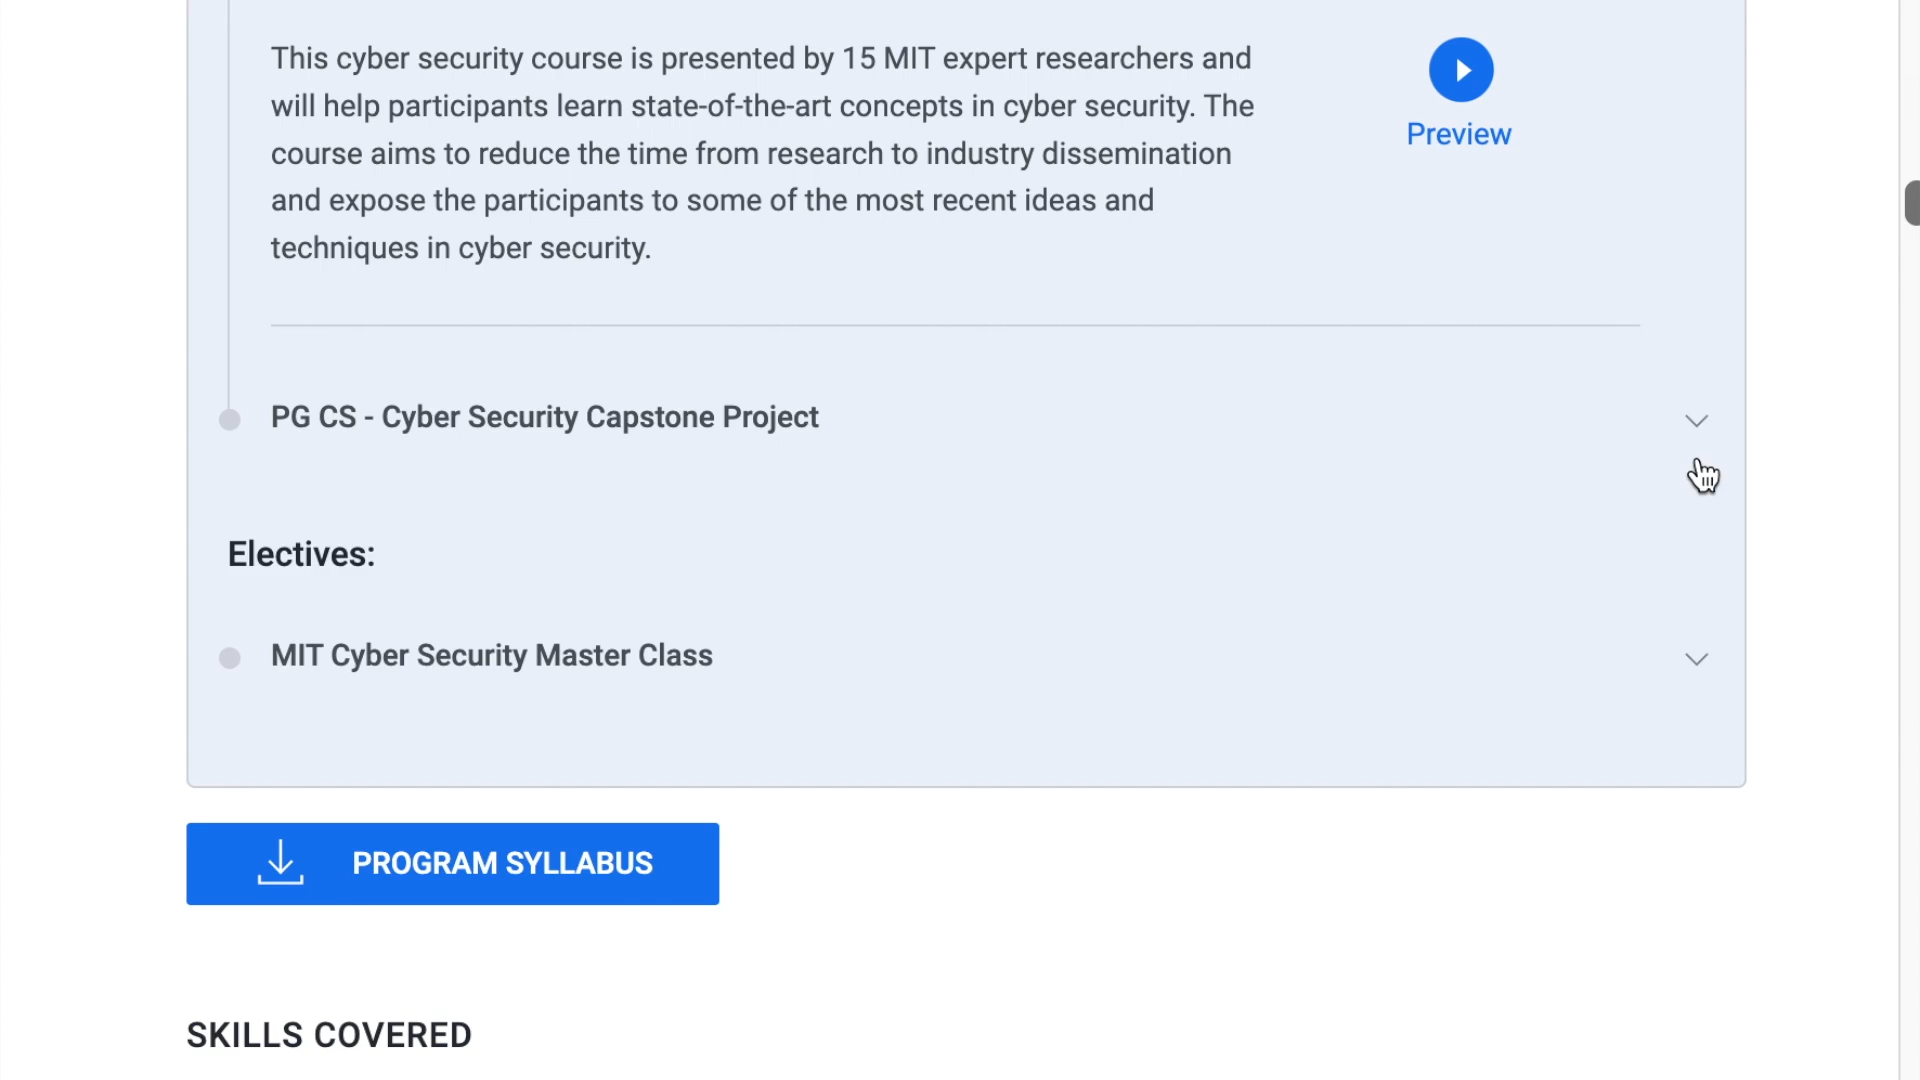 This cyber security course is presented by 15 MIT expert researchers and
will help participants learn state-of-the-art concepts in cyber security. The
course aims to reduce the time from research to industry dissemination
and expose the participants to some of the most recent ideas and
techniques in cyber security.
Preview
PG CS - Cyber Security Capstone Project
Electives:
MIT Cyber Security Master Class
PROGRAM SYLLABUS
SKILLS COVERED